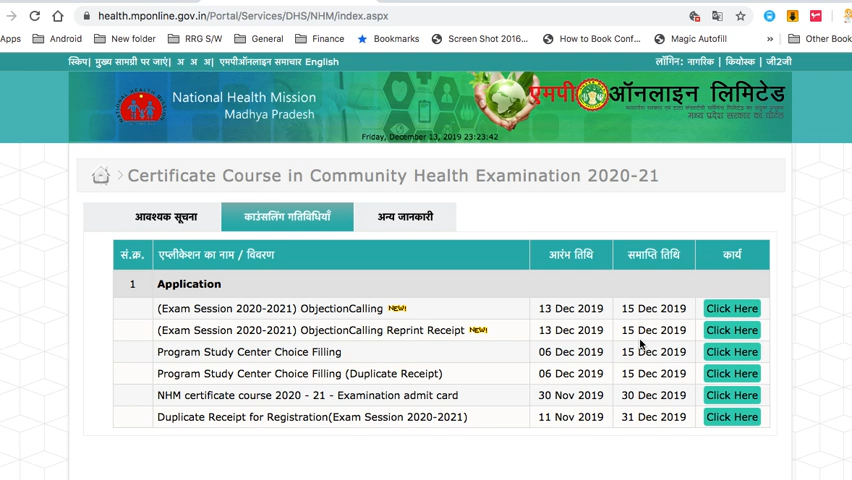 health.mponline.gov.in/Portal/Services/DHS/NHM/index.aspx
Apps Android New folder RRG S/W General Finance Bookmarks Screen Shot 2016... How to Book Conf... Magic Autofill » Other Book
स्किप| मुख्य सामग्री पर जाएं| अ अ अ| एमपीऑनलाइन समाचार English लॉगिन: नागरिक | कियोस्क | जी2जी
National Health Mission
Madhya Pradesh
एमपी ऑनलाइन लिमिटेड
मध्य प्रदेश सरकार का उपक्रम
Friday, December 13, 2019 23:23:42
Certificate Course in Community Health Examination 2020-21
आवश्यक सूचना काउंसलिंग गतिविधियाँ अन्य जानकारी
सं.क्र. एप्लीकेशन का नाम / विवरण आरंभ तिथि समाप्ति तिथि कार्य
1 Application
(Exam Session 2020-2021) ObjectionCalling NEW! 13 Dec 2019 15 Dec 2019 Click Here
(Exam Session 2020-2021) ObjectionCalling Reprint Receipt NEW! 13 Dec 2019 15 Dec 2019 Click Here
Program Study Center Choice Filling 06 Dec 2019 15 Dec 2019 Click Here
Program Study Center Choice Filling (Duplicate Receipt) 06 Dec 2019 15 Dec 2019 Click Here
NHM certificate course 2020 - 21 - Examination admit card 30 Nov 2019 30 Dec 2019 Click Here
Duplicate Receipt for Registration(Exam Session 2020-2021) 11 Nov 2019 31 Dec 2019 Click Here